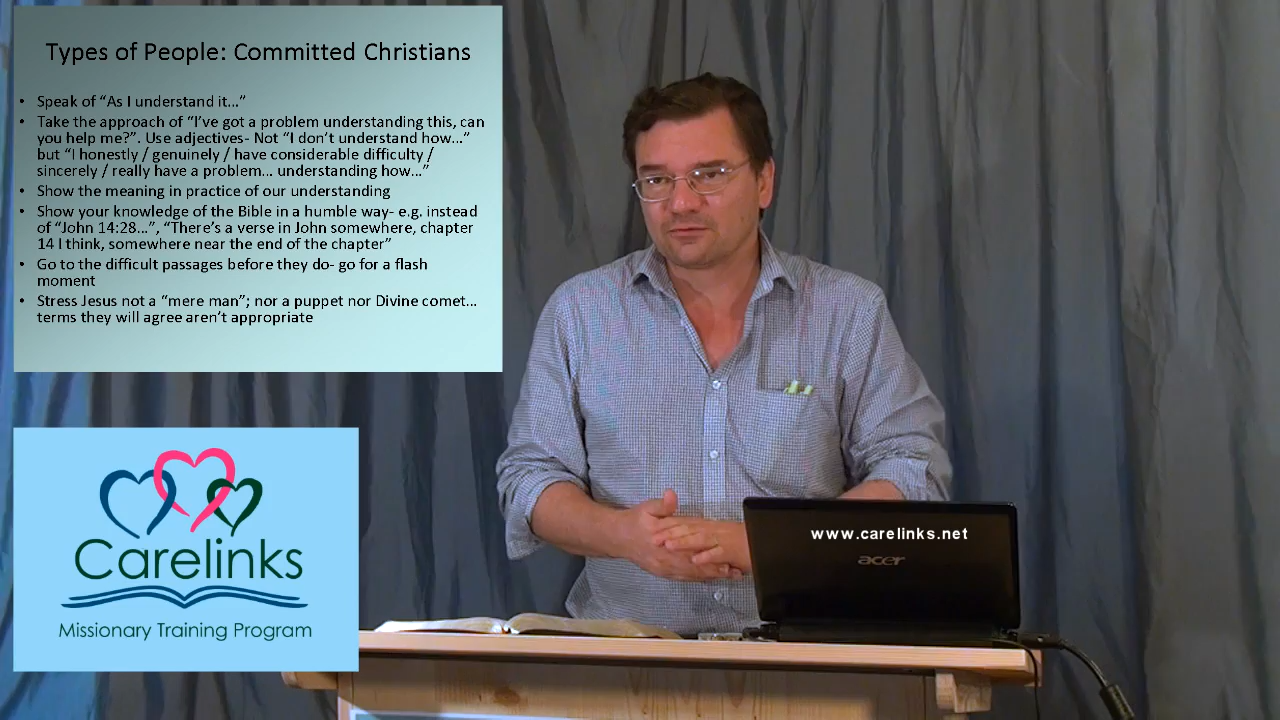 Types of People: Committed Christians
• Speak of “As I understand it…”
• Take the approach of “I’ve got a problem understanding this, can
you help me?”. Use adjectives- Not “I don’t understand how…”
but “I honestly / genuinely / have considerable difficulty /
sincerely / really have a problem… understanding how…”
• Show the meaning in practice of our understanding
• Show your knowledge of the Bible in a humble way- e.g. instead
of “John 14:28…”, “There’s a verse in John somewhere, chapter
14 I think, somewhere near the end of the chapter”
• Go to the difficult passages before they do- go for a flash
moment
• Stress Jesus not a “mere man”; nor a puppet nor Divine comet…
terms they will agree aren’t appropriate
Carelinks
Missionary Training Program
www.carelinks.net
acer